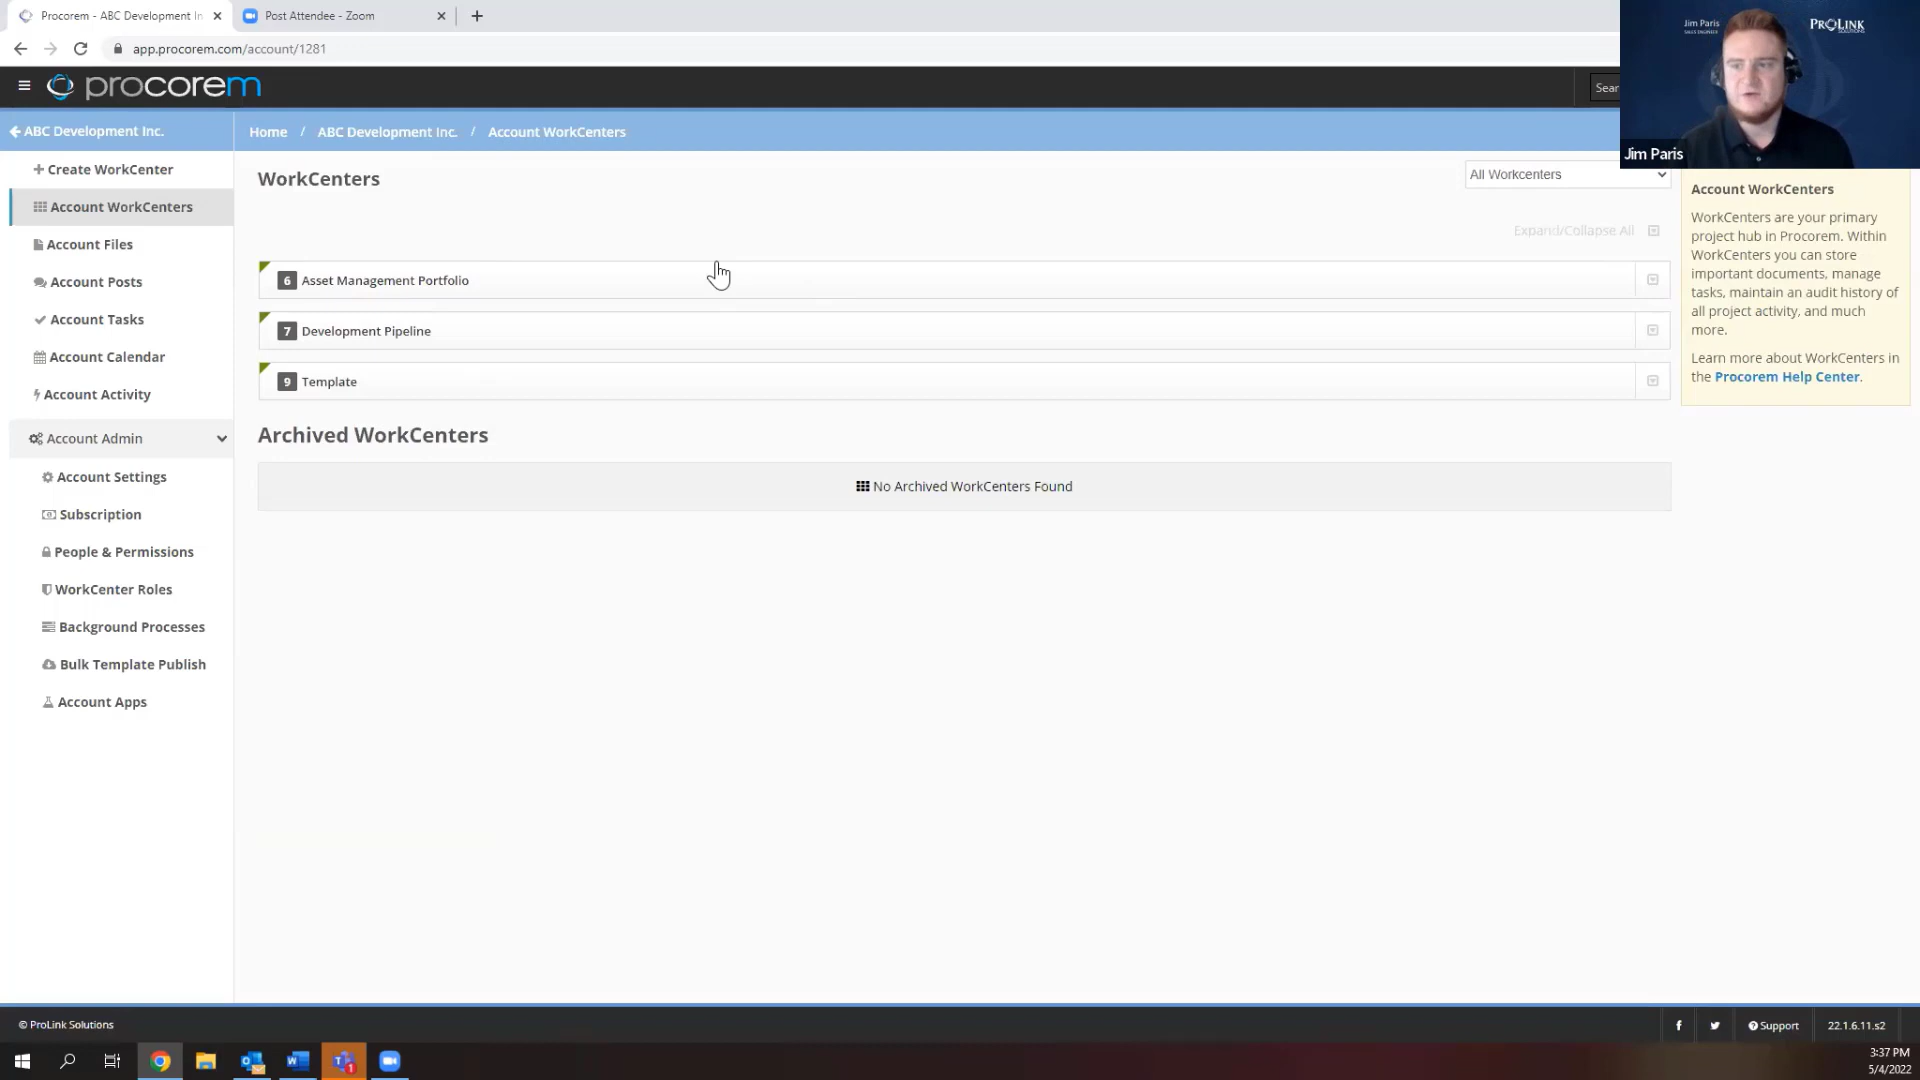 Procorem - ABC Development In
Post Attendee - Zoom
app.procorem.com/account/1281
procorem
Sear
Jim Paris
SALES ENGINEER
PROLINK
SOLUTIONS
Jim Paris
ABC Development Inc.
Home / ABC Development Inc. / Account WorkCenters
Create WorkCenter
Account WorkCenters
Account Files
Account Posts
Account Tasks
Account Calendar
Account Activity
Account Admin
Account Settings
Subscription
People & Permissions
WorkCenter Roles
Background Processes
Bulk Template Publish
Account Apps
WorkCenters
All Workcenters
Expand/Collapse All
6 Asset Management Portfolio
7 Development Pipeline
9 Template
Archived WorkCenters
No Archived WorkCenters Found
Account WorkCenters
WorkCenters are your primary
project hub in Procorem. Within
WorkCenters you can store
important documents, manage
tasks, maintain an audit history of
all project activity, and much
more.
Learn more about WorkCenters in
the Procorem Help Center.
© ProLink Solutions
Support
22.1.6.11.s2
3:37 PM
5/4/2022